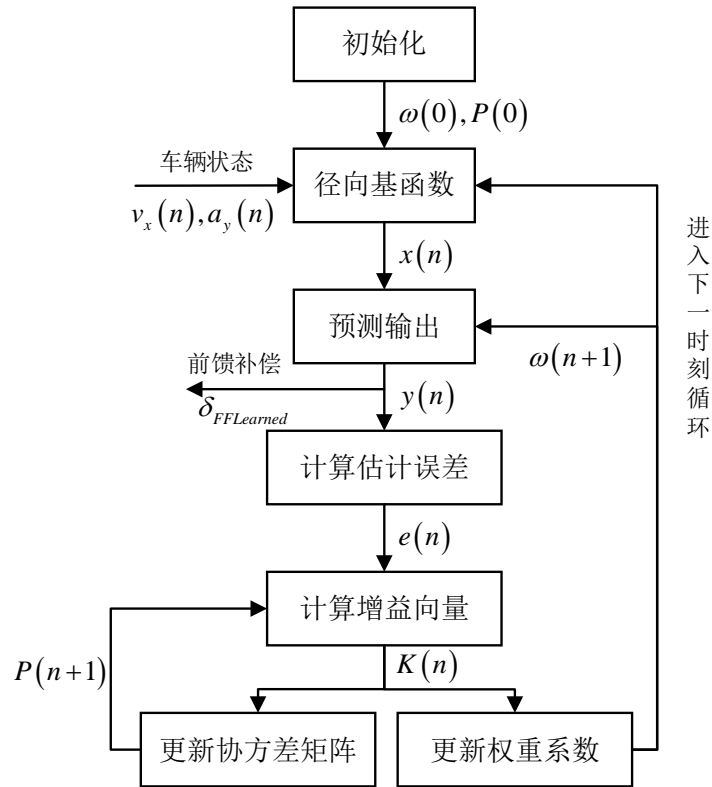 初始化
ω(0),P(0)
车辆状态
v_x(n),a_y(n)
径向基函数
x(n)
预测输出
前馈补偿
δ_FFLearned
y(n)
ω(n+1)
进入下一时刻循环
计算估计误差
e(n)
计算增益向量
P(n+1)
K(n)
更新协方差矩阵
更新权重系数